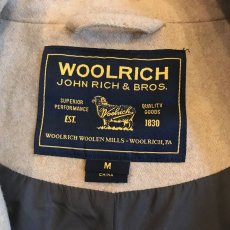 WOOLRICH
JOHN RICH & BROS.
SUPERIOR PERFORMANCE
QUALITY GOODS
EST. Woolrich 1830
WOOLRICH WOOLEN MILLS - WOOLRICH, PA
M
CHINA